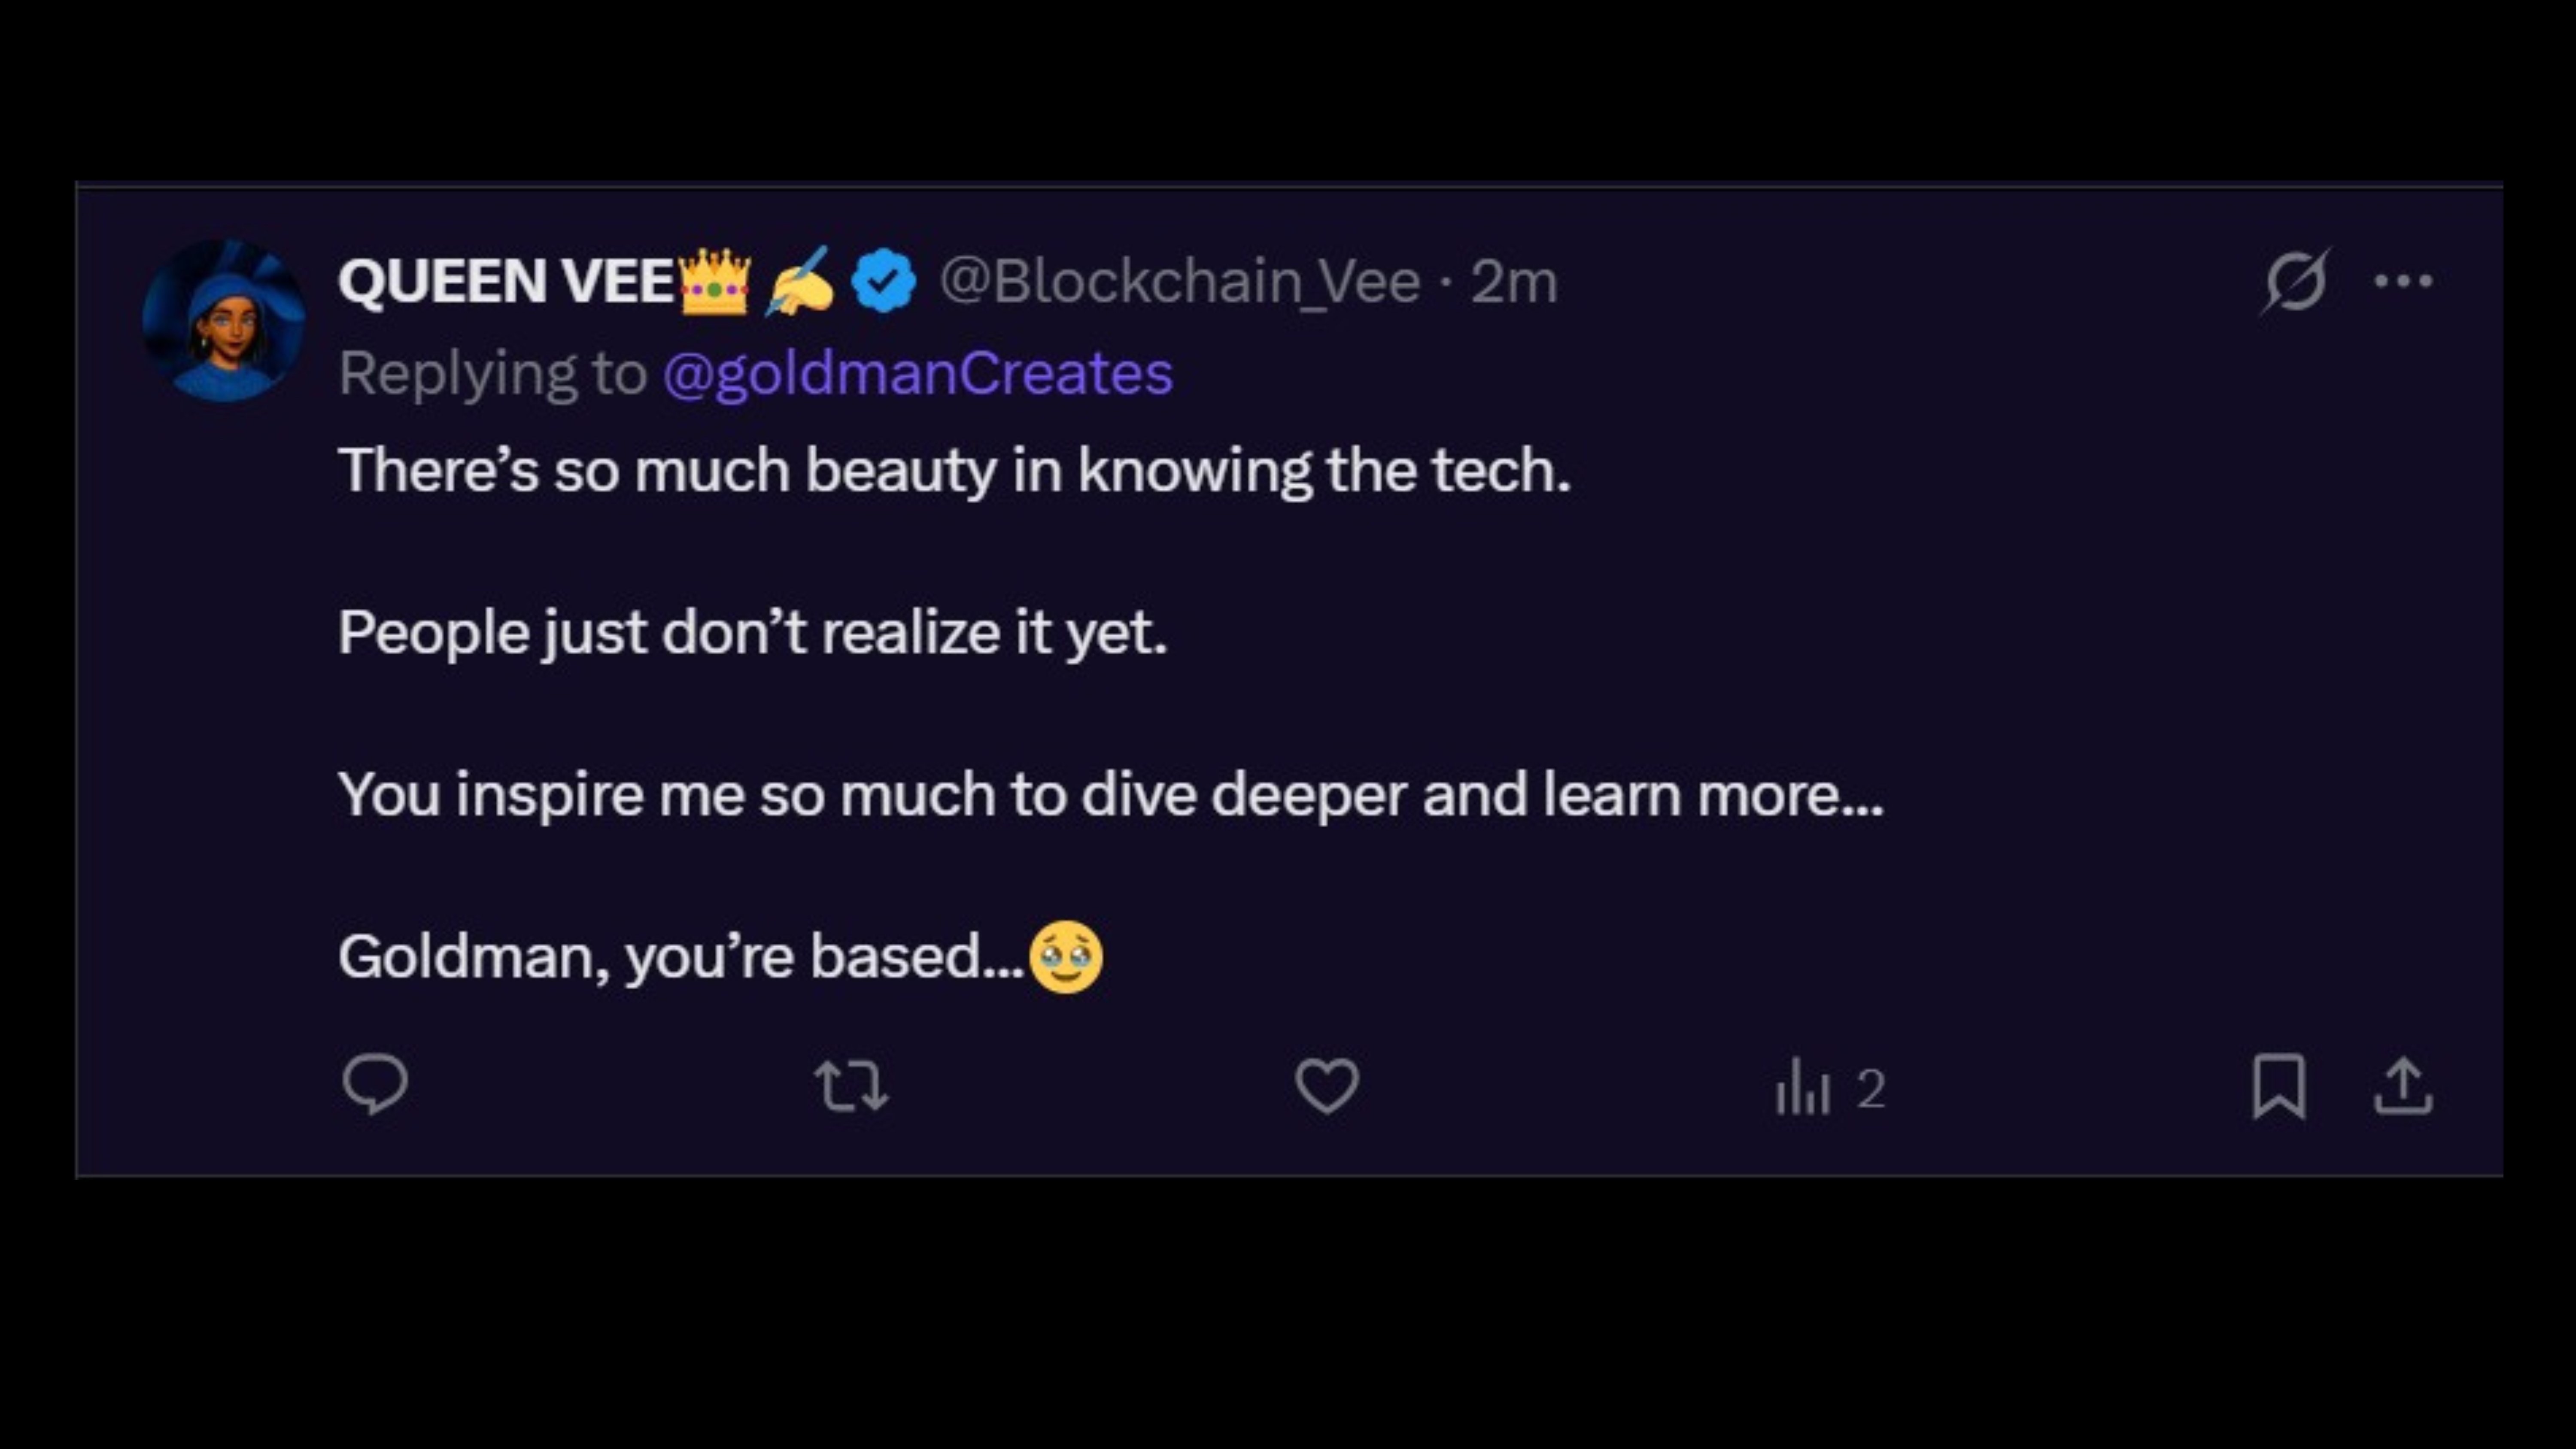 QUEEN VEE👑✍️ @Blockchain_Vee · 2m
Replying to @goldmanCreates
There’s so much beauty in knowing the tech.
People just don’t realize it yet.
You inspire me so much to dive deeper and learn more...
Goldman, you’re based...🥹
2